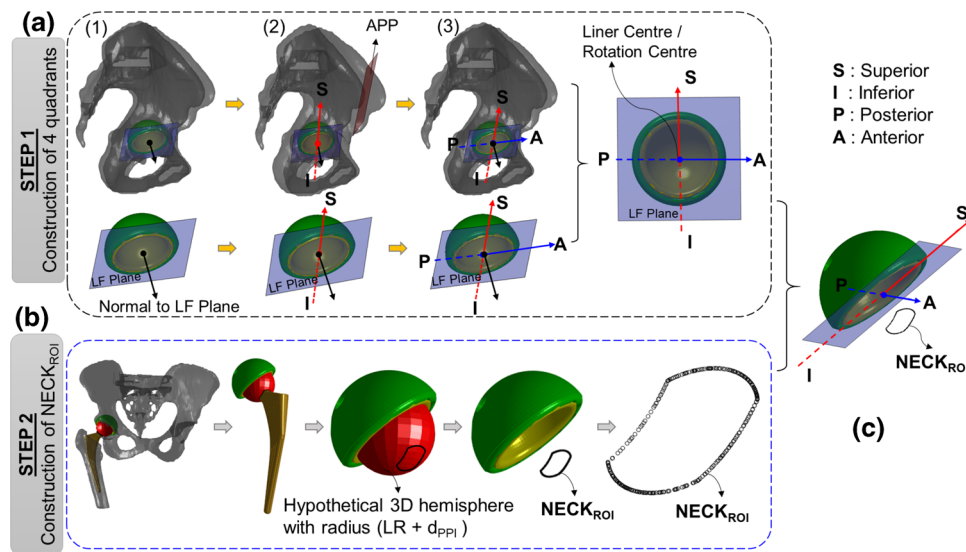 (a)
STEP 1
Construction of 4 quadrants
(1)
(2)
(3)
APP
S
I
S
P
A
I
LF Plane
Normal to LF Plane
S
LF Plane
I
S
P
A
LF Plane
I
Liner Centre /
Rotation Centre
S
P
A
LF Plane
I
S : Superior
I : Inferior
P : Posterior
A : Anterior
(b)
STEP 2
Construction of NECKROI
Hypothetical 3D hemisphere
with radius (LR + dPPI )
NECKROI
NECKROI
S
P
A
NECKROI
I
(c)